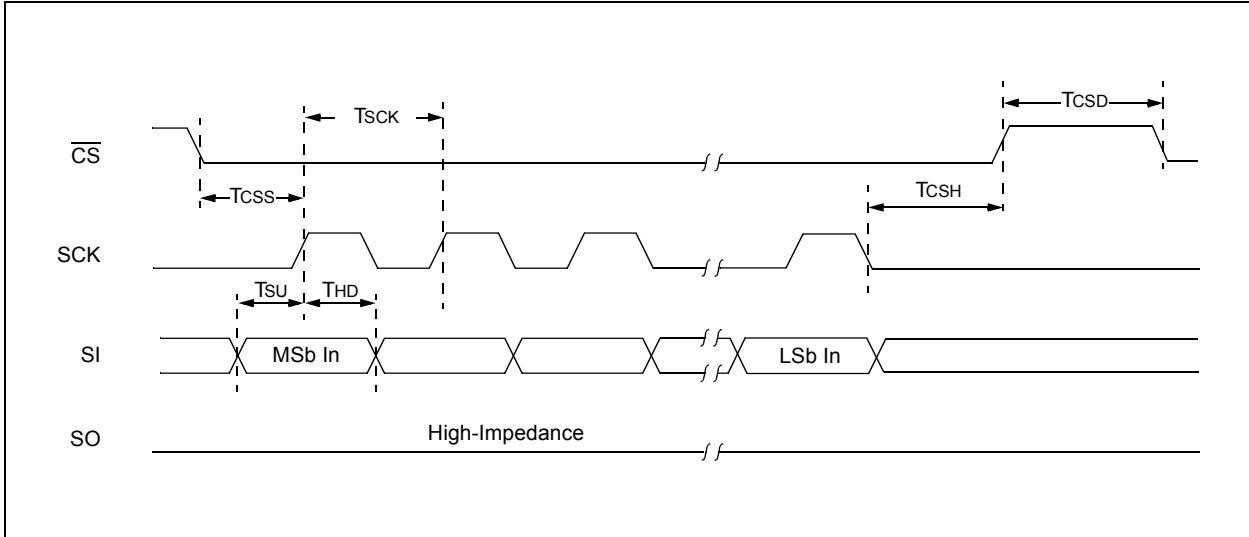 TCSD
TSCK
CS
TCSS
TCSH
SCK
TSU
THD
SI
MSb In
LSb In
SO
High-Impedance